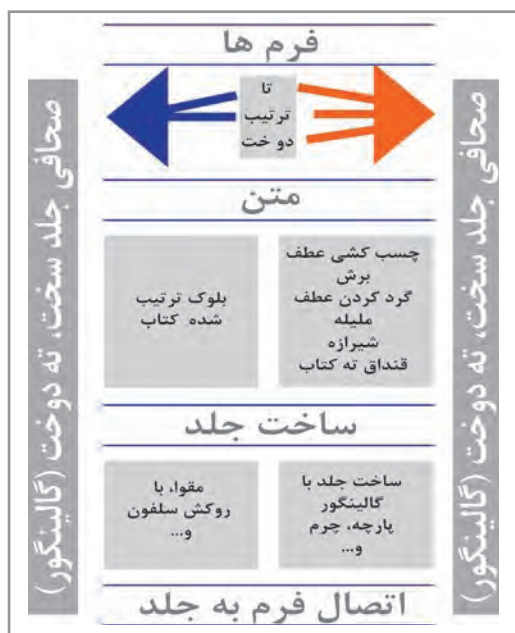 فرم ها
صحافی جلد سخت، ته دوخت (گالینگور)
تا
ترتیب
دوخت
صحافی جلد سخت، ته دوخت (گالینگور)
متن
چسب کشی عطف
برش
گرد کردن عطف
ملیله
شیرازه
قنداق ته کتاب
بلوک ترتیب
شده کتاب
ساخت جلد
ساخت جلد با
گالینگور
پارچه، چرم
و...
مقوا، با
روکش سلفون
و...
اتصال فرم به جلد